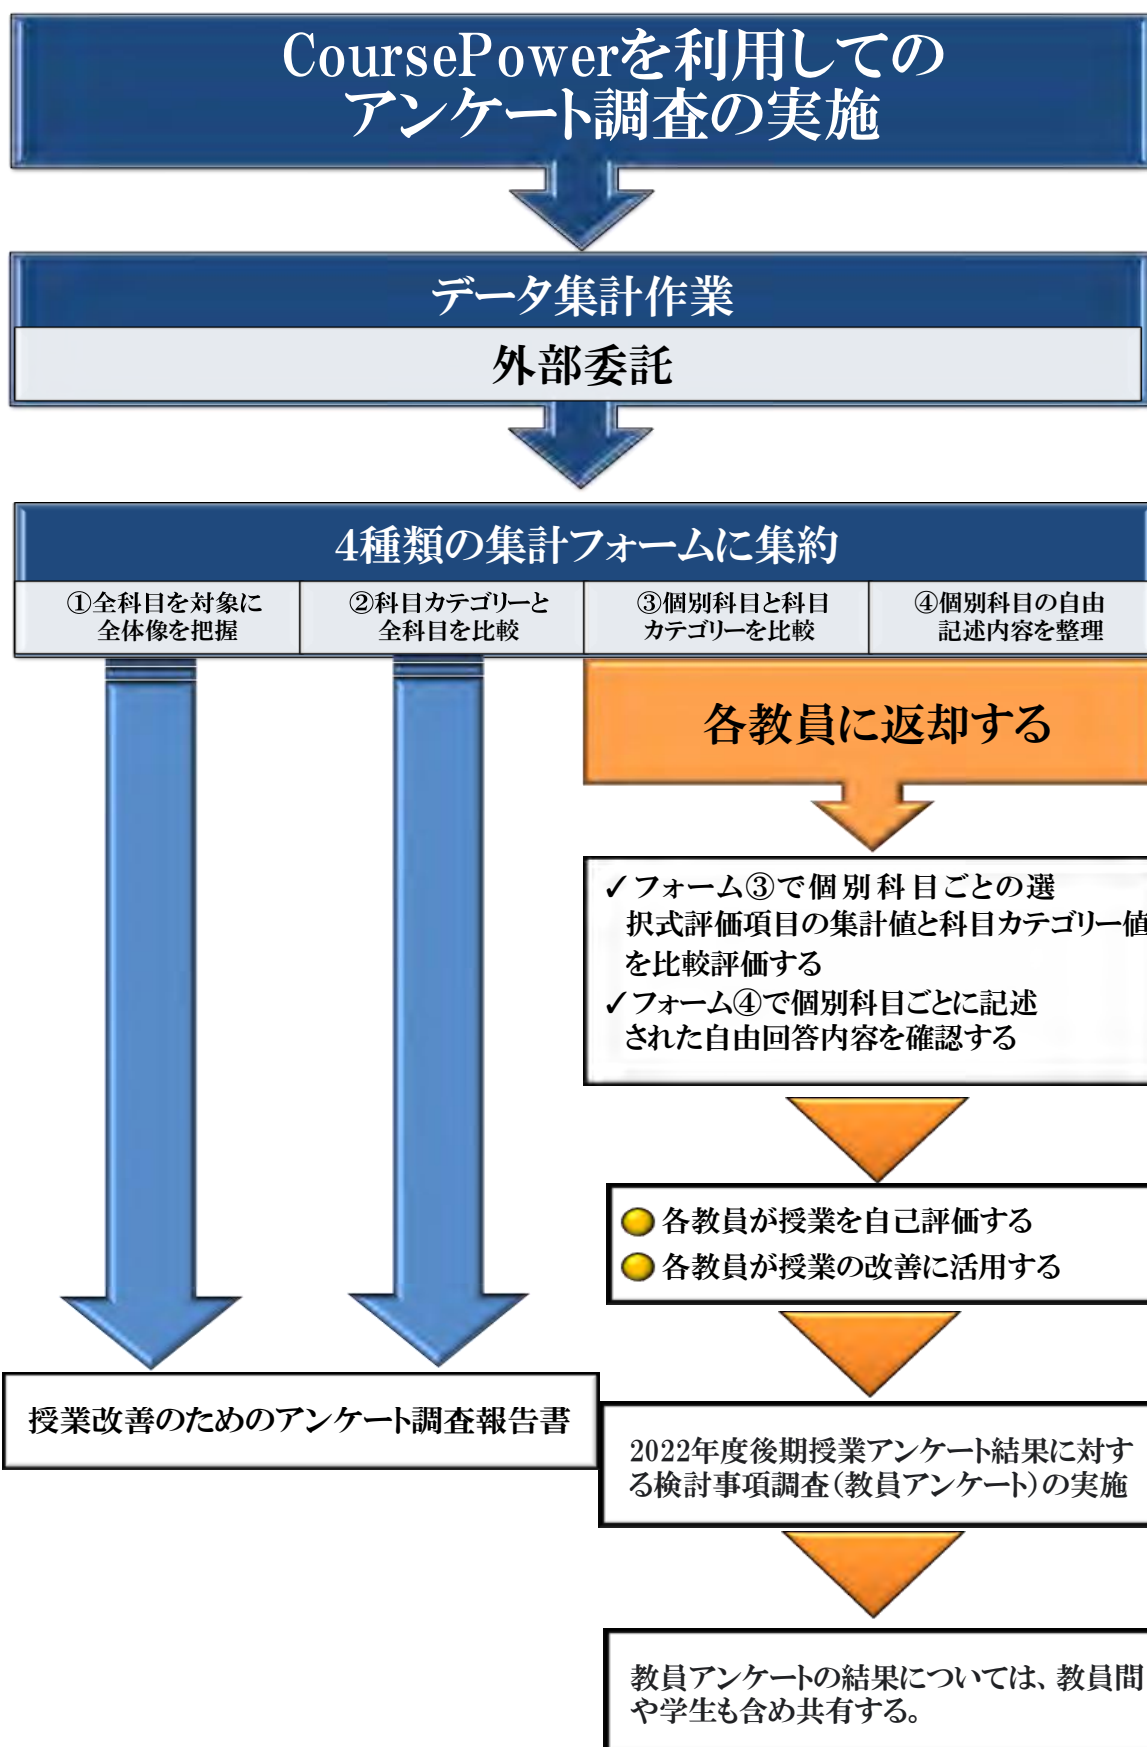 CoursePowerを利用しての
アンケート調査の実施
データ集計作業
外部委託
4種類の集計フォームに集約
①全科目を対象に
全体像を把握
②科目カテゴリーと
全科目を比較
③個別科目と科目
カテゴリーを比較
④個別科目の自由
記述内容を整理
各教員に返却する
✓フォーム③で個別科目ごとの選
択式評価項目の集計値と科目カテゴリー値
を比較評価する
✓フォーム④で個別科目ごとに記述
された自由回答内容を確認する
各教員が授業を自己評価する
各教員が授業の改善に活用する
授業改善のためのアンケート調査報告書
2022年度後期授業アンケート結果に対す
る検討事項調査(教員アンケート)の実施
教員アンケートの結果については、教員間
や学生も含め共有する。